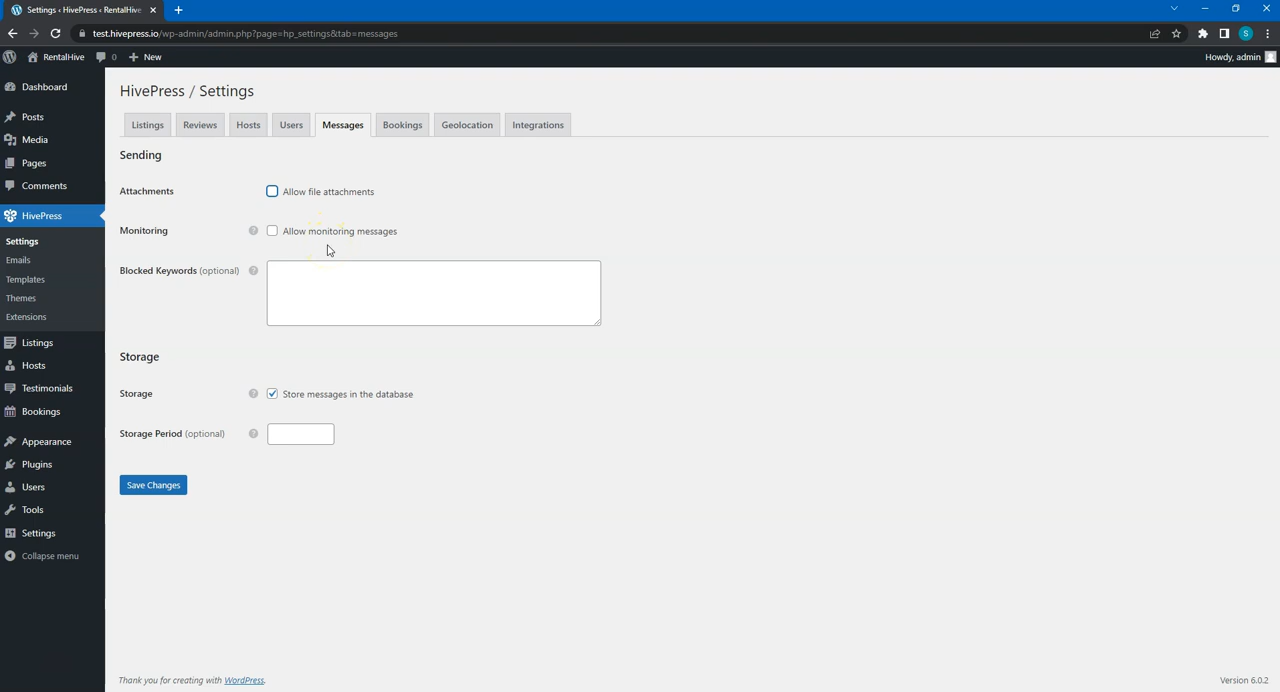 Settings ‹ HivePress ‹ RentalHive
test.hivepress.io/wp-admin/admin.php?page=hp_settings&tab=messages
S
RentalHive 0 New Howdy, admin
Dashboard
Posts
Media
Pages
Comments
HivePress
Settings
Emails
Templates
Themes
Extensions
Listings
Hosts
Testimonials
Bookings
Appearance
Plugins
Users
Tools
Settings
Collapse menu
HivePress / Settings
Listings Reviews Hosts Users Messages Bookings Geolocation Integrations
Sending
Attachments Allow file attachments
Monitoring ? Allow monitoring messages
Blocked Keywords (optional) ?
Storage
Storage ? Store messages in the database
Storage Period (optional) ?
Save Changes
Thank you for creating with WordPress. Version 6.0.2